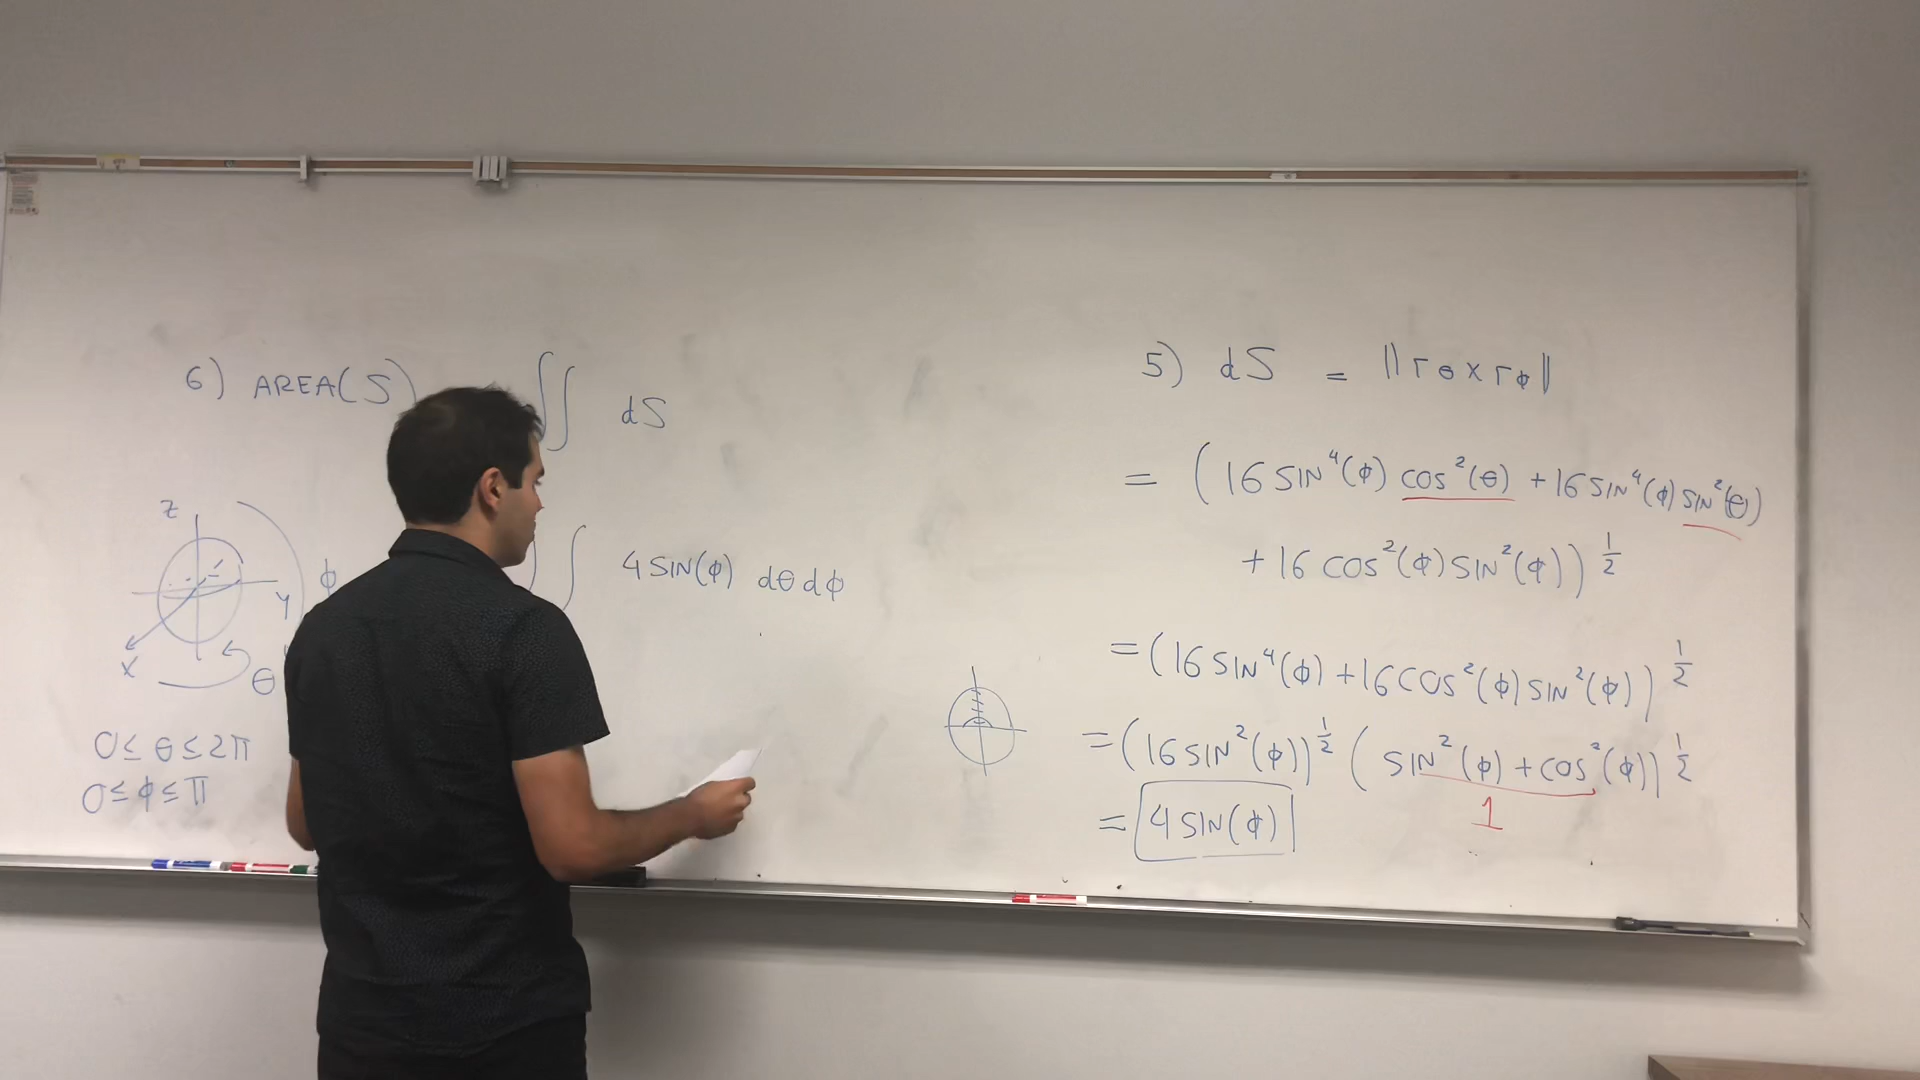 6) AREA(S) ∬ dS
∫ ∫ 4 SIN(ϕ) dθ dϕ
Z
ϕ
y
X
θ
0 ≤ θ ≤ 2π
0 ≤ ϕ ≤ π
5) dS = ||rθ x rϕ||
= (16 SIN⁴(ϕ) cos²(θ) + 16 SIN⁴(ϕ) SIN²(θ)
+ 16 COS²(ϕ) SIN²(ϕ))^½
= (16 SIN⁴(ϕ) + 16 COS²(ϕ) SIN²(ϕ))^½
= (16 SIN²(ϕ))^½ (SIN²(ϕ) + cos²(ϕ))^½
1
= 4 SIN(ϕ)